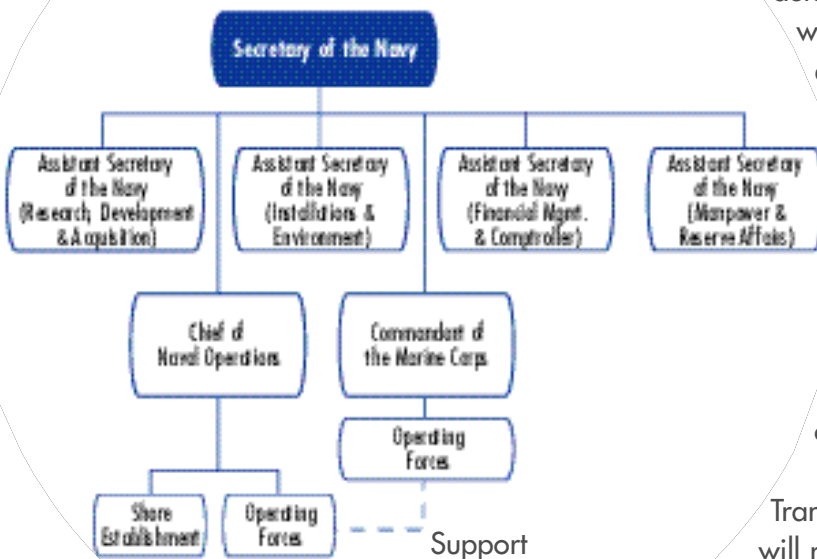 Secretary of the Navy
Assistant Secretary
of the Navy
(Research, Development
& Acquisition)
Assistant Secretary
of the Navy
(Installations &
Environment)
Assistant Secretary
of the Navy
(Financial Mgmt.
& Comptroller)
Assistant Secretary
of the Navy
(Manpower &
Reserve Affairs)
Chief of
Naval Operations
Commandant of
the Marine Corps
Operating
Forces
Shore
Establishment
Operating
Forces
Support
will